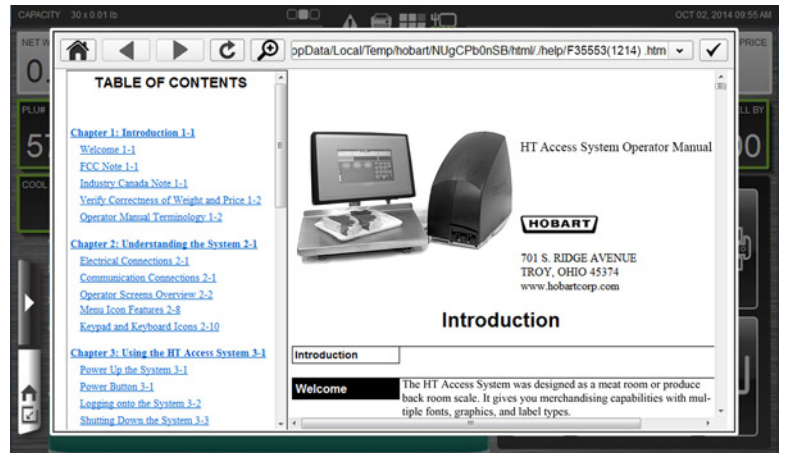 CAPACITY 30 x 0.01 lb
OCT 02, 2014 09:55 AM
NET W
PRICE
0.
PLU#
LL BY
57
00
COOL
ppData/Local/Temp/hobart/NUgCPb0nSB/html/./help/F35553(1214) .htm
TABLE OF CONTENTS
Chapter 1: Introduction 1-1
Welcome 1-1
FCC Note 1-1
Industry Canada Note 1-1
Verify Correctness of Weight and Price 1-2
Operator Manual Terminology 1-2
Chapter 2: Understanding the System 2-1
Electrical Connections 2-1
Communication Connections 2-1
Operator Screens Overview 2-2
Menu Icon Features 2-8
Keypad and Keyboard Icons 2-10
Chapter 3: Using the HT Access System 3-1
Power Up the System 3-1
Power Button 3-1
Logging onto the System 3-2
Shutting Down the System 3-3
HT Access System Operator Manual
HOBART
701 S. RIDGE AVENUE
TROY, OHIO 45374
www.hobartcorp.com
Introduction
Introduction
Welcome
The HT Access System was designed as a meat room or produce
back room scale. It gives you merchandising capabilities with mul-
tiple fonts, graphics, and label types.